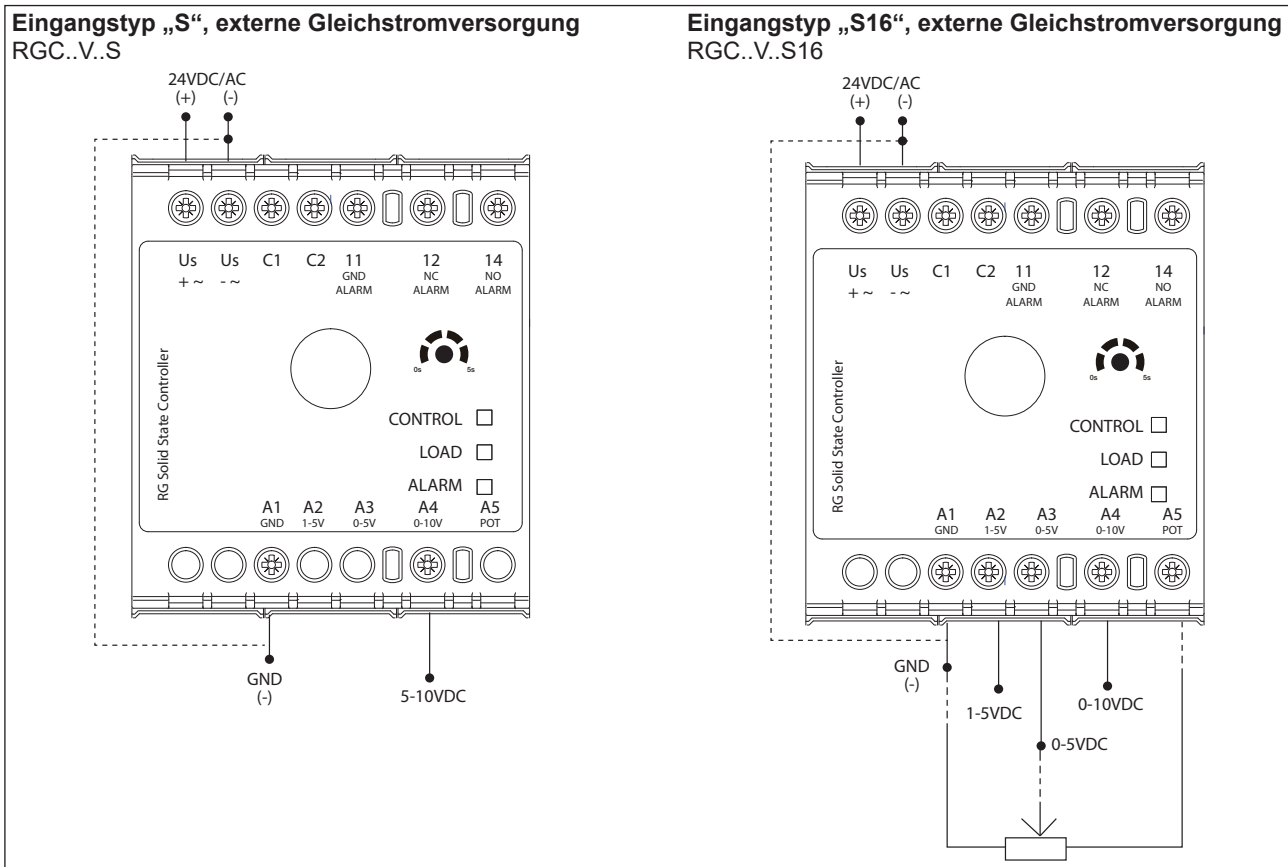 Eingangstyp „S“, externe Gleichstromversorgung
RGC..V..S
24VDC/AC
(+) (-)
Us Us C1 C2 11 12 14
+ ~ - ~ GND NC NO
ALARM ALARM ALARM
0s 5s
RG Solid State Controller
CONTROL
LOAD
ALARM
A1 A2 A3 A4 A5
GND 1-5V 0-5V 0-10V POT
GND
(-)
5-10VDC
Eingangstyp „S16“, externe Gleichstromversorgung
RGC..V..S16
24VDC/AC
(+) (-)
Us Us C1 C2 11 12 14
+ ~ - ~ GND NC NO
ALARM ALARM ALARM
0s 5s
RG Solid State Controller
CONTROL
LOAD
ALARM
A1 A2 A3 A4 A5
GND 1-5V 0-5V 0-10V POT
GND
(-)
1-5VDC
0-10VDC
0-5VDC